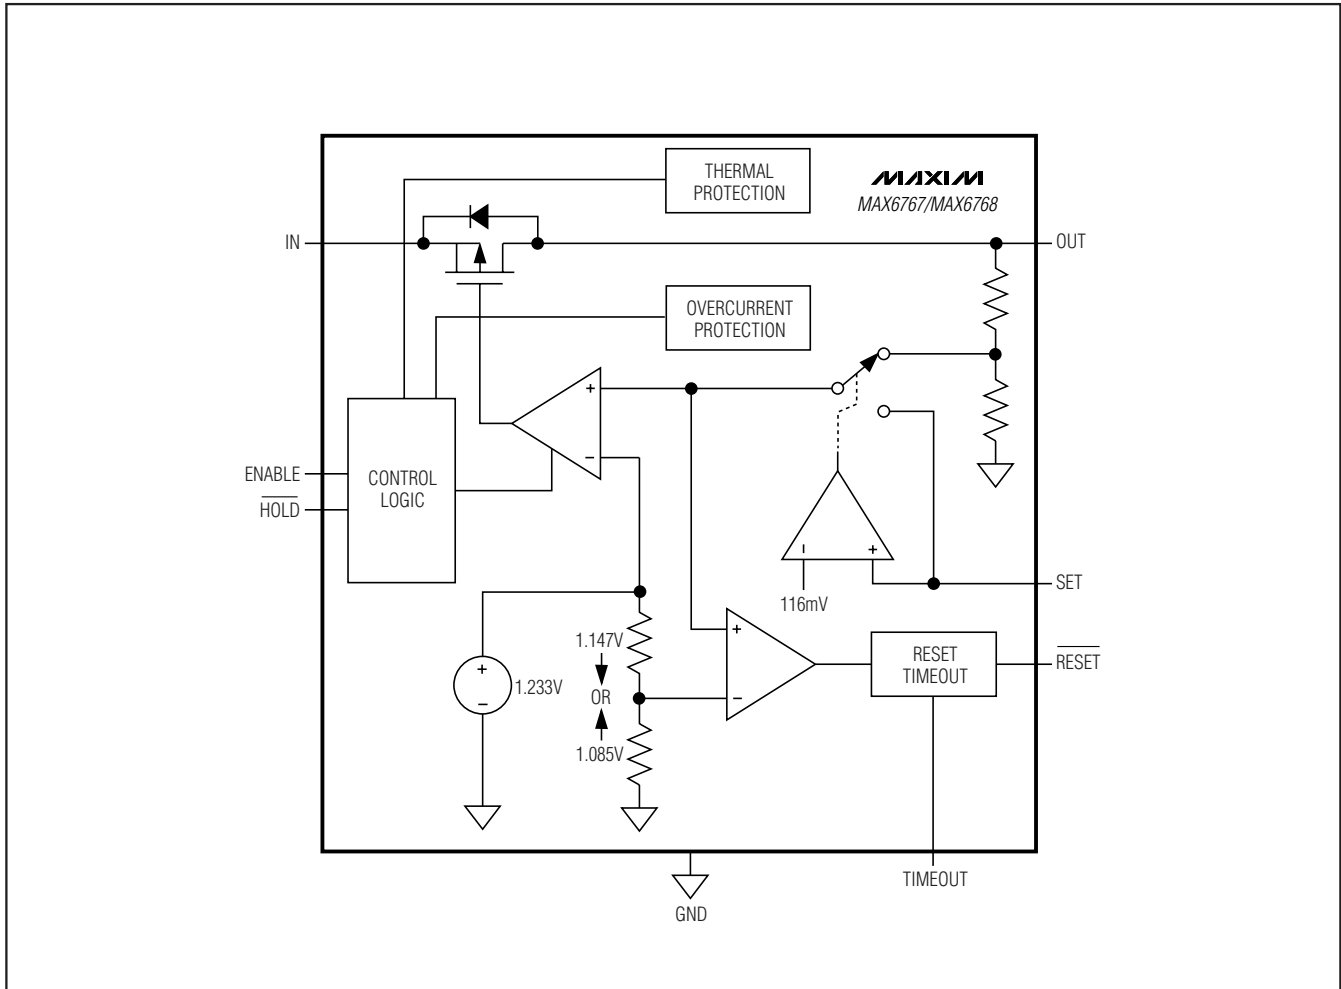 THERMAL
PROTECTION
MAXIM
MAX6767/MAX6768
IN
OUT
OVERCURRENT
PROTECTION
+
−
ENABLE
HOLD
CONTROL
LOGIC
− +
116mV
SET
1.147V
OR
1.085V
+
−
1.233V
+
−
RESET
TIMEOUT
RESET
TIMEOUT
GND